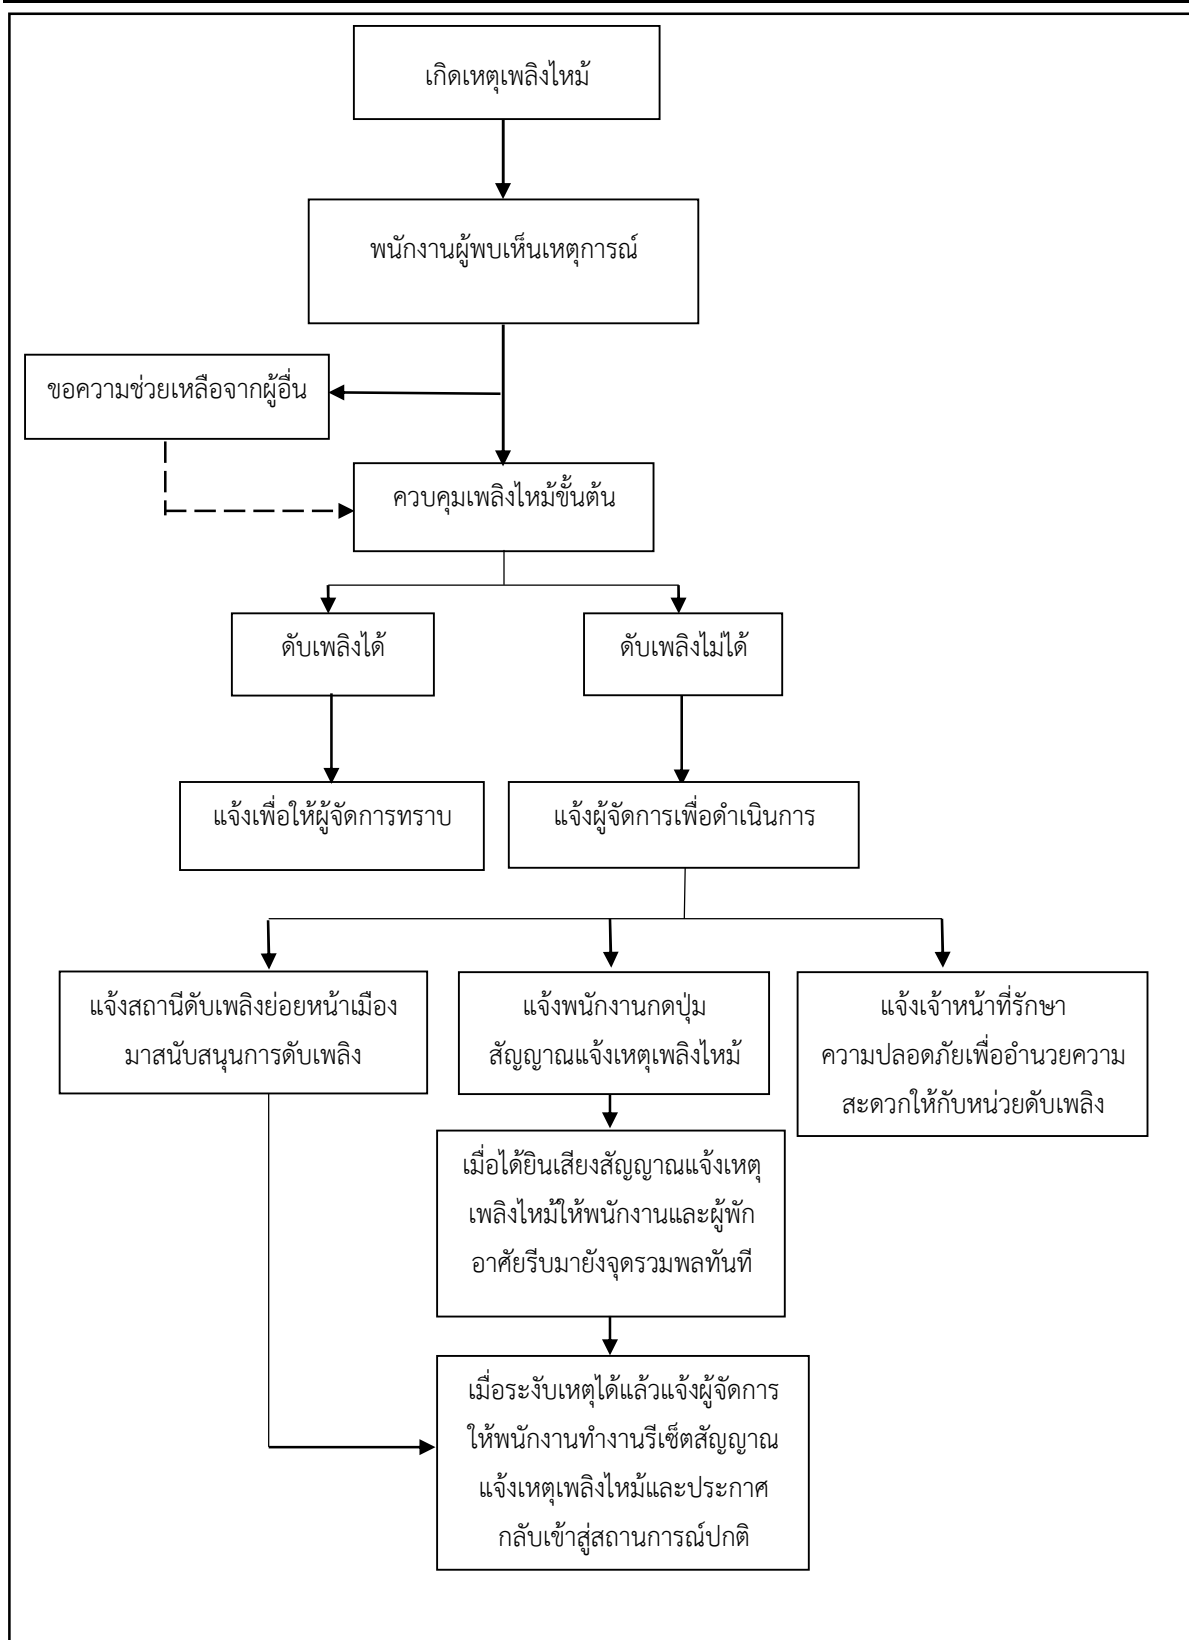 เกิดเหตุเพลิงไหม้
พนักงานผู้พบเห็นเหตุการณ์
ขอความช่วยเหลือจากผู้อื่น
ควบคุมเพลิงไหม้ขั้นต้น
ดับเพลิงได้
ดับเพลิงไม่ได้
แจ้งเพื่อให้ผู้จัดการทราบ
แจ้งผู้จัดการเพื่อดำเนินการ
แจ้งสถานีดับเพลิงย่อยหน้าเมือง
มาสนับสนุนการดับเพลิง
แจ้งพนักงานกดปุ่ม
สัญญาณแจ้งเหตุเพลิงไหม้
แจ้งเจ้าหน้าที่รักษา
ความปลอดภัยเพื่ออำนวยความ
สะดวกให้กับหน่วยดับเพลิง
เมื่อได้ยินเสียงสัญญาณแจ้งเหตุ
เพลิงไหม้ให้พนักงานและผู้พัก
อาศัยรีบมายังจุดรวมพลทันที
เมื่อระงับเหตุได้แล้วแจ้งผู้จัดการ
ให้พนักงานทำงานรีเซ็ตสัญญาณ
แจ้งเหตุเพลิงไหม้และประกาศ
กลับเข้าสู่สถานการณ์ปกติ